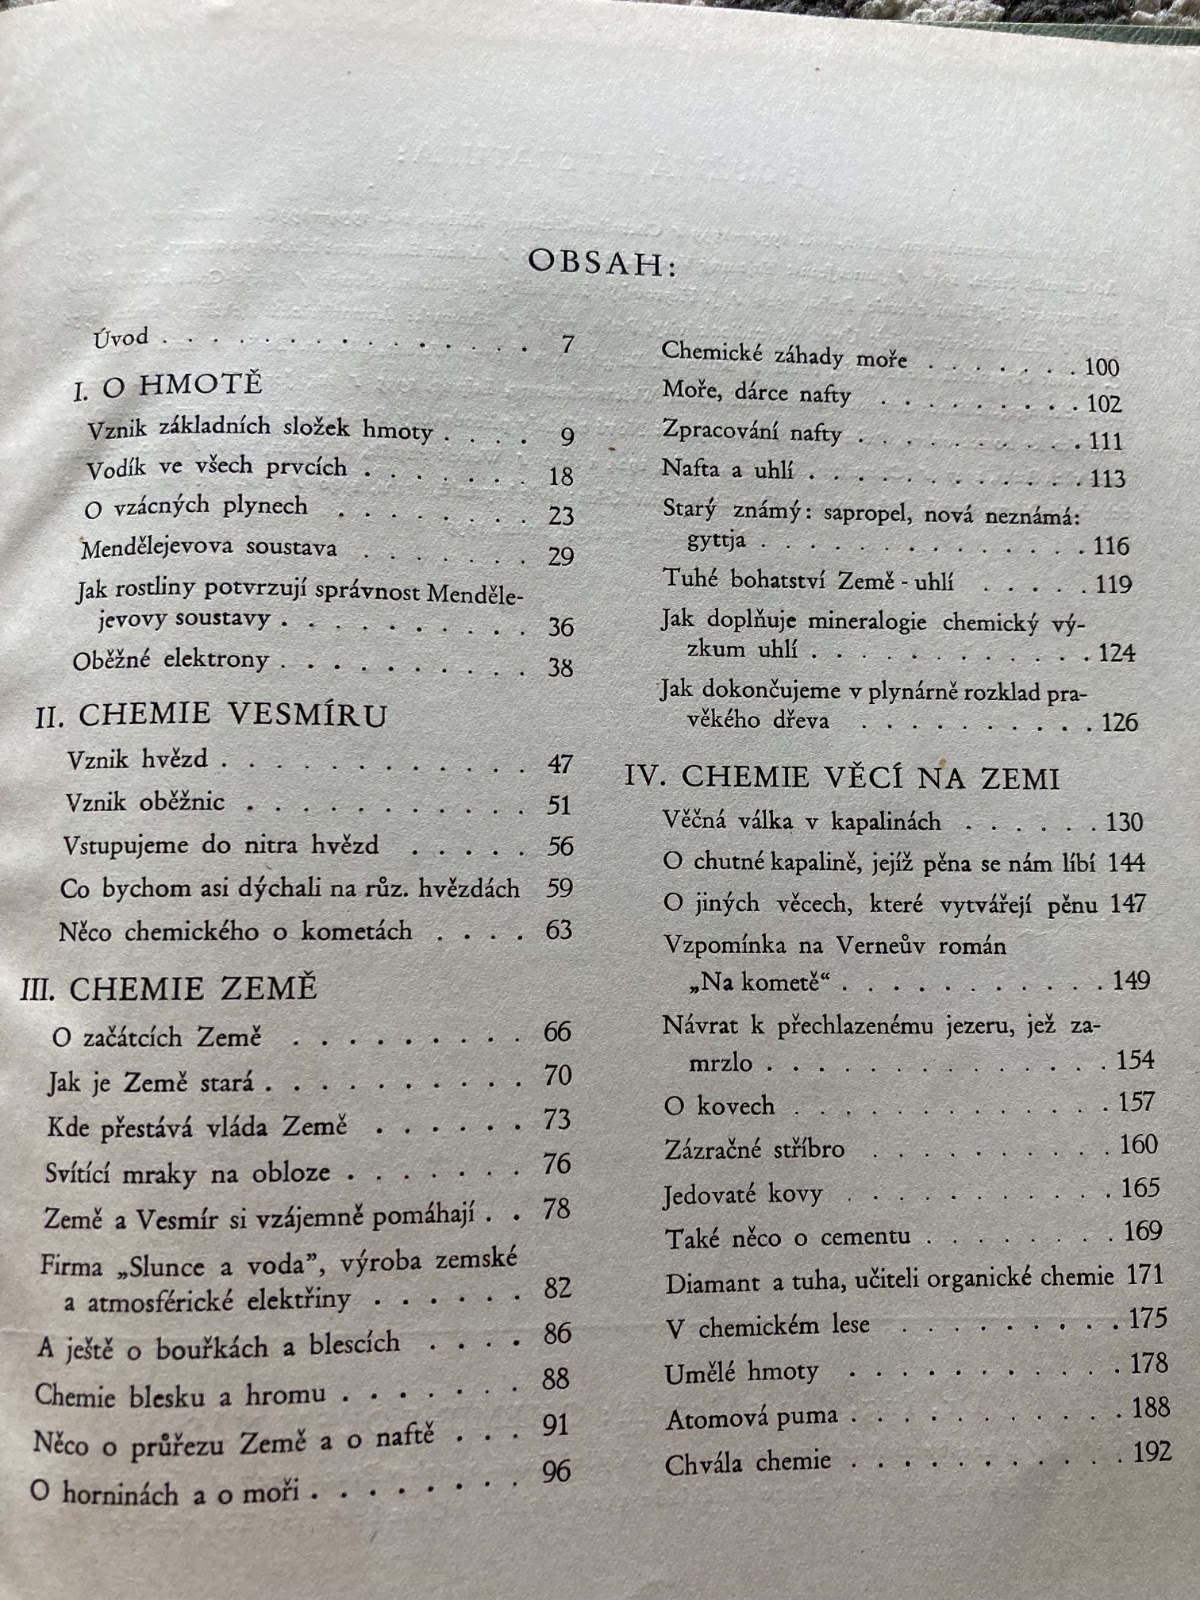 OBSAH:
Úvod . . . . . . . . . . . . . . . 7
I. O HMOTĚ
Vznik základních složek hmoty . . . . 9
Vodík ve všech prvcích . . . . . . . 18
O vzácných plynech . . . . . . . . 23
Mendělejevova soustava . . . . . . . 29
Jak rostliny potvrzují správnost Menděle-
jevovy soustavy . . . . . . . . . . 36
Oběžné elektrony . . . . . . . . . . 38
II. CHEMIE VESMÍRU
Vznik hvězd . . . . . . . . . . . . 47
Vznik oběžnic . . . . . . . . . . . 51
Vstupujeme do nitra hvězd . . . . . 56
Co bychom asi dýchali na růz. hvězdách 59
Něco chemického o kometách . . . . 63
III. CHEMIE ZEMĚ
O začátcích Země . . . . . . . . . 66
Jak je Země stará . . . . . . . . . . 70
Kde přestává vláda Země . . . . . . 73
Svítící mraky na obloze . . . . . . . 76
Země a Vesmír si vzájemně pomáhají . . 78
Firma „Slunce a voda”, výroba zemské
a atmosférické elektřiny . . . . . . 82
A ještě o bouřkách a blescích . . . . 86
Chemie blesku a hromu . . . . . . . 88
Něco o průřezu Země a o naftě . . . 91
O horninách a o moři . . . . . . . . 96
Chemické záhady moře . . . . . . . 100
Moře, dárce nafty . . . . . . . . . 102
Zpracování nafty . . . . . . . . . . 111
Nafta a uhlí . . . . . . . . . . . . 113
Starý známý: sapropel, nová neznámá:
gyttja . . . . . . . . . . . . . 116
Tuhé bohatství Země - uhlí . . . . . 119
Jak doplňuje mineralogie chemický vý-
zkum uhlí . . . . . . . . . . . . 124
Jak dokončujeme v plynárně rozklad pra-
věkého dřeva . . . . . . . . . . 126
IV. CHEMIE VĚCÍ NA ZEMI
Věčná válka v kapalinách . . . . . . 130
O chutné kapalině, jejíž pěna se nám líbí 144
O jiných věcech, které vytvářejí pěnu 147
Vzpomínka na Verneův román
„Na kometě“ . . . . . . . . . . . 149
Návrat k přechlazenému jezeru, jež za-
mrzlo . . . . . . . . . . . . . . 154
O kovech . . . . . . . . . . . . . 157
Zázračné stříbro . . . . . . . . . . 160
Jedovaté kovy . . . . . . . . . . . 165
Také něco o cementu . . . . . . . . 169
Diamant a tuha, učiteli organické chemie 171
V chemickém lese . . . . . . . . . 175
Umělé hmoty . . . . . . . . . . . 178
Atomová puma . . . . . . . . . . . 188
Chvála chemie . . . . . . . . . . . 192